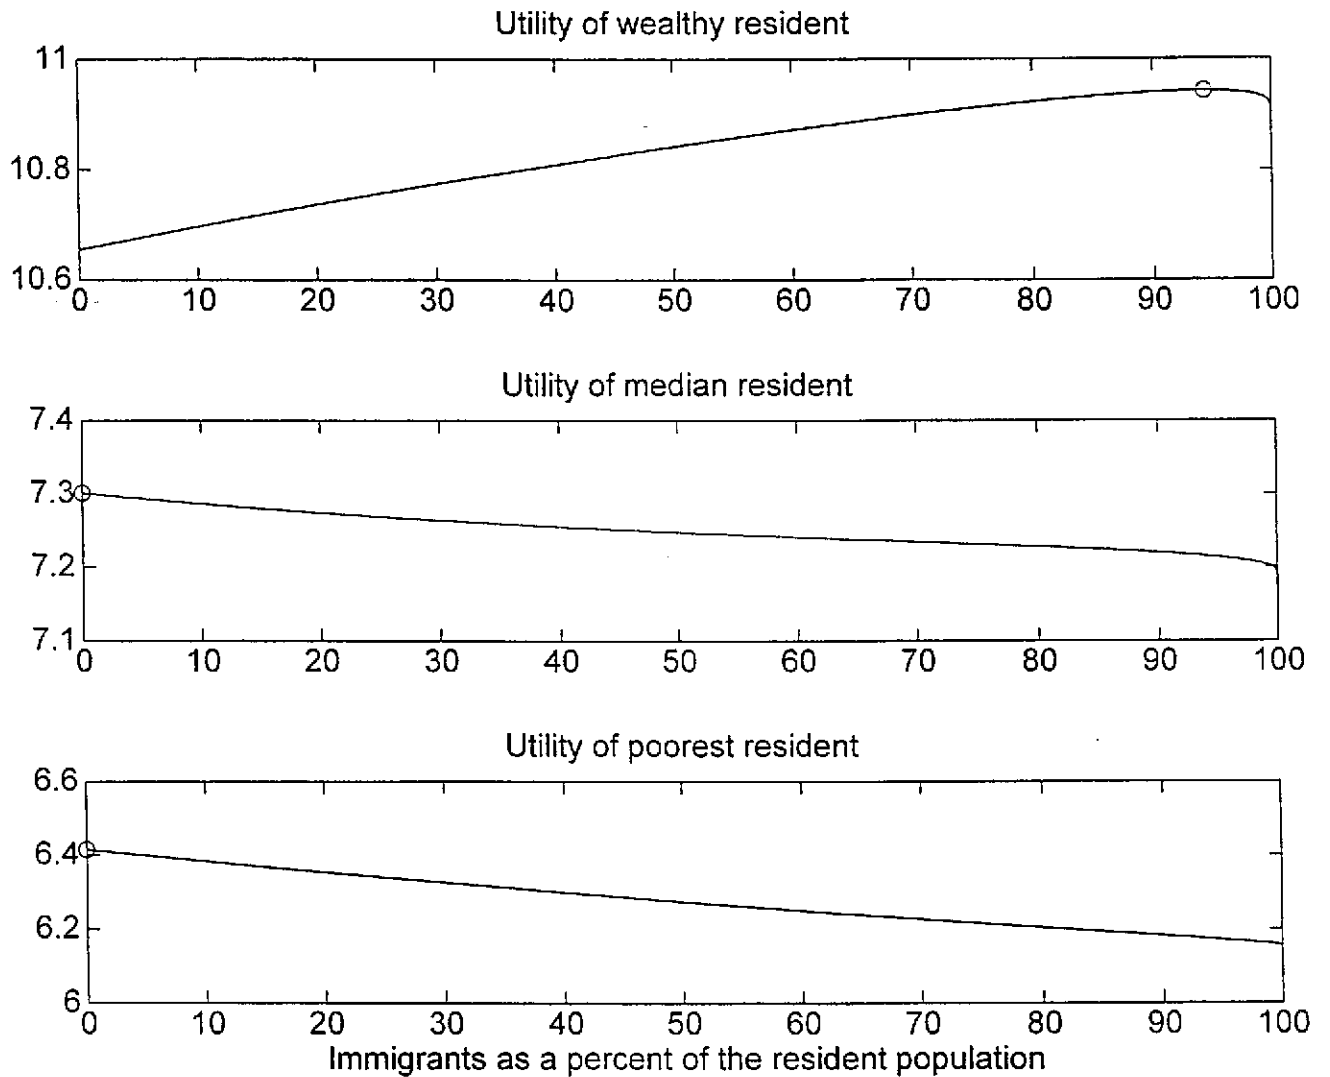 Utility of wealthy resident
11
10.8
10.6
0 10 20 30 40 50 60 70 80 90 100
Utility of median resident
7.4
7.3
7.2
7.1
0 10 20 30 40 50 60 70 80 90 100
Utility of poorest resident
6.6
6.4
6.2
6
0 10 20 30 40 50 60 70 80 90 100
Immigrants as a percent of the resident population